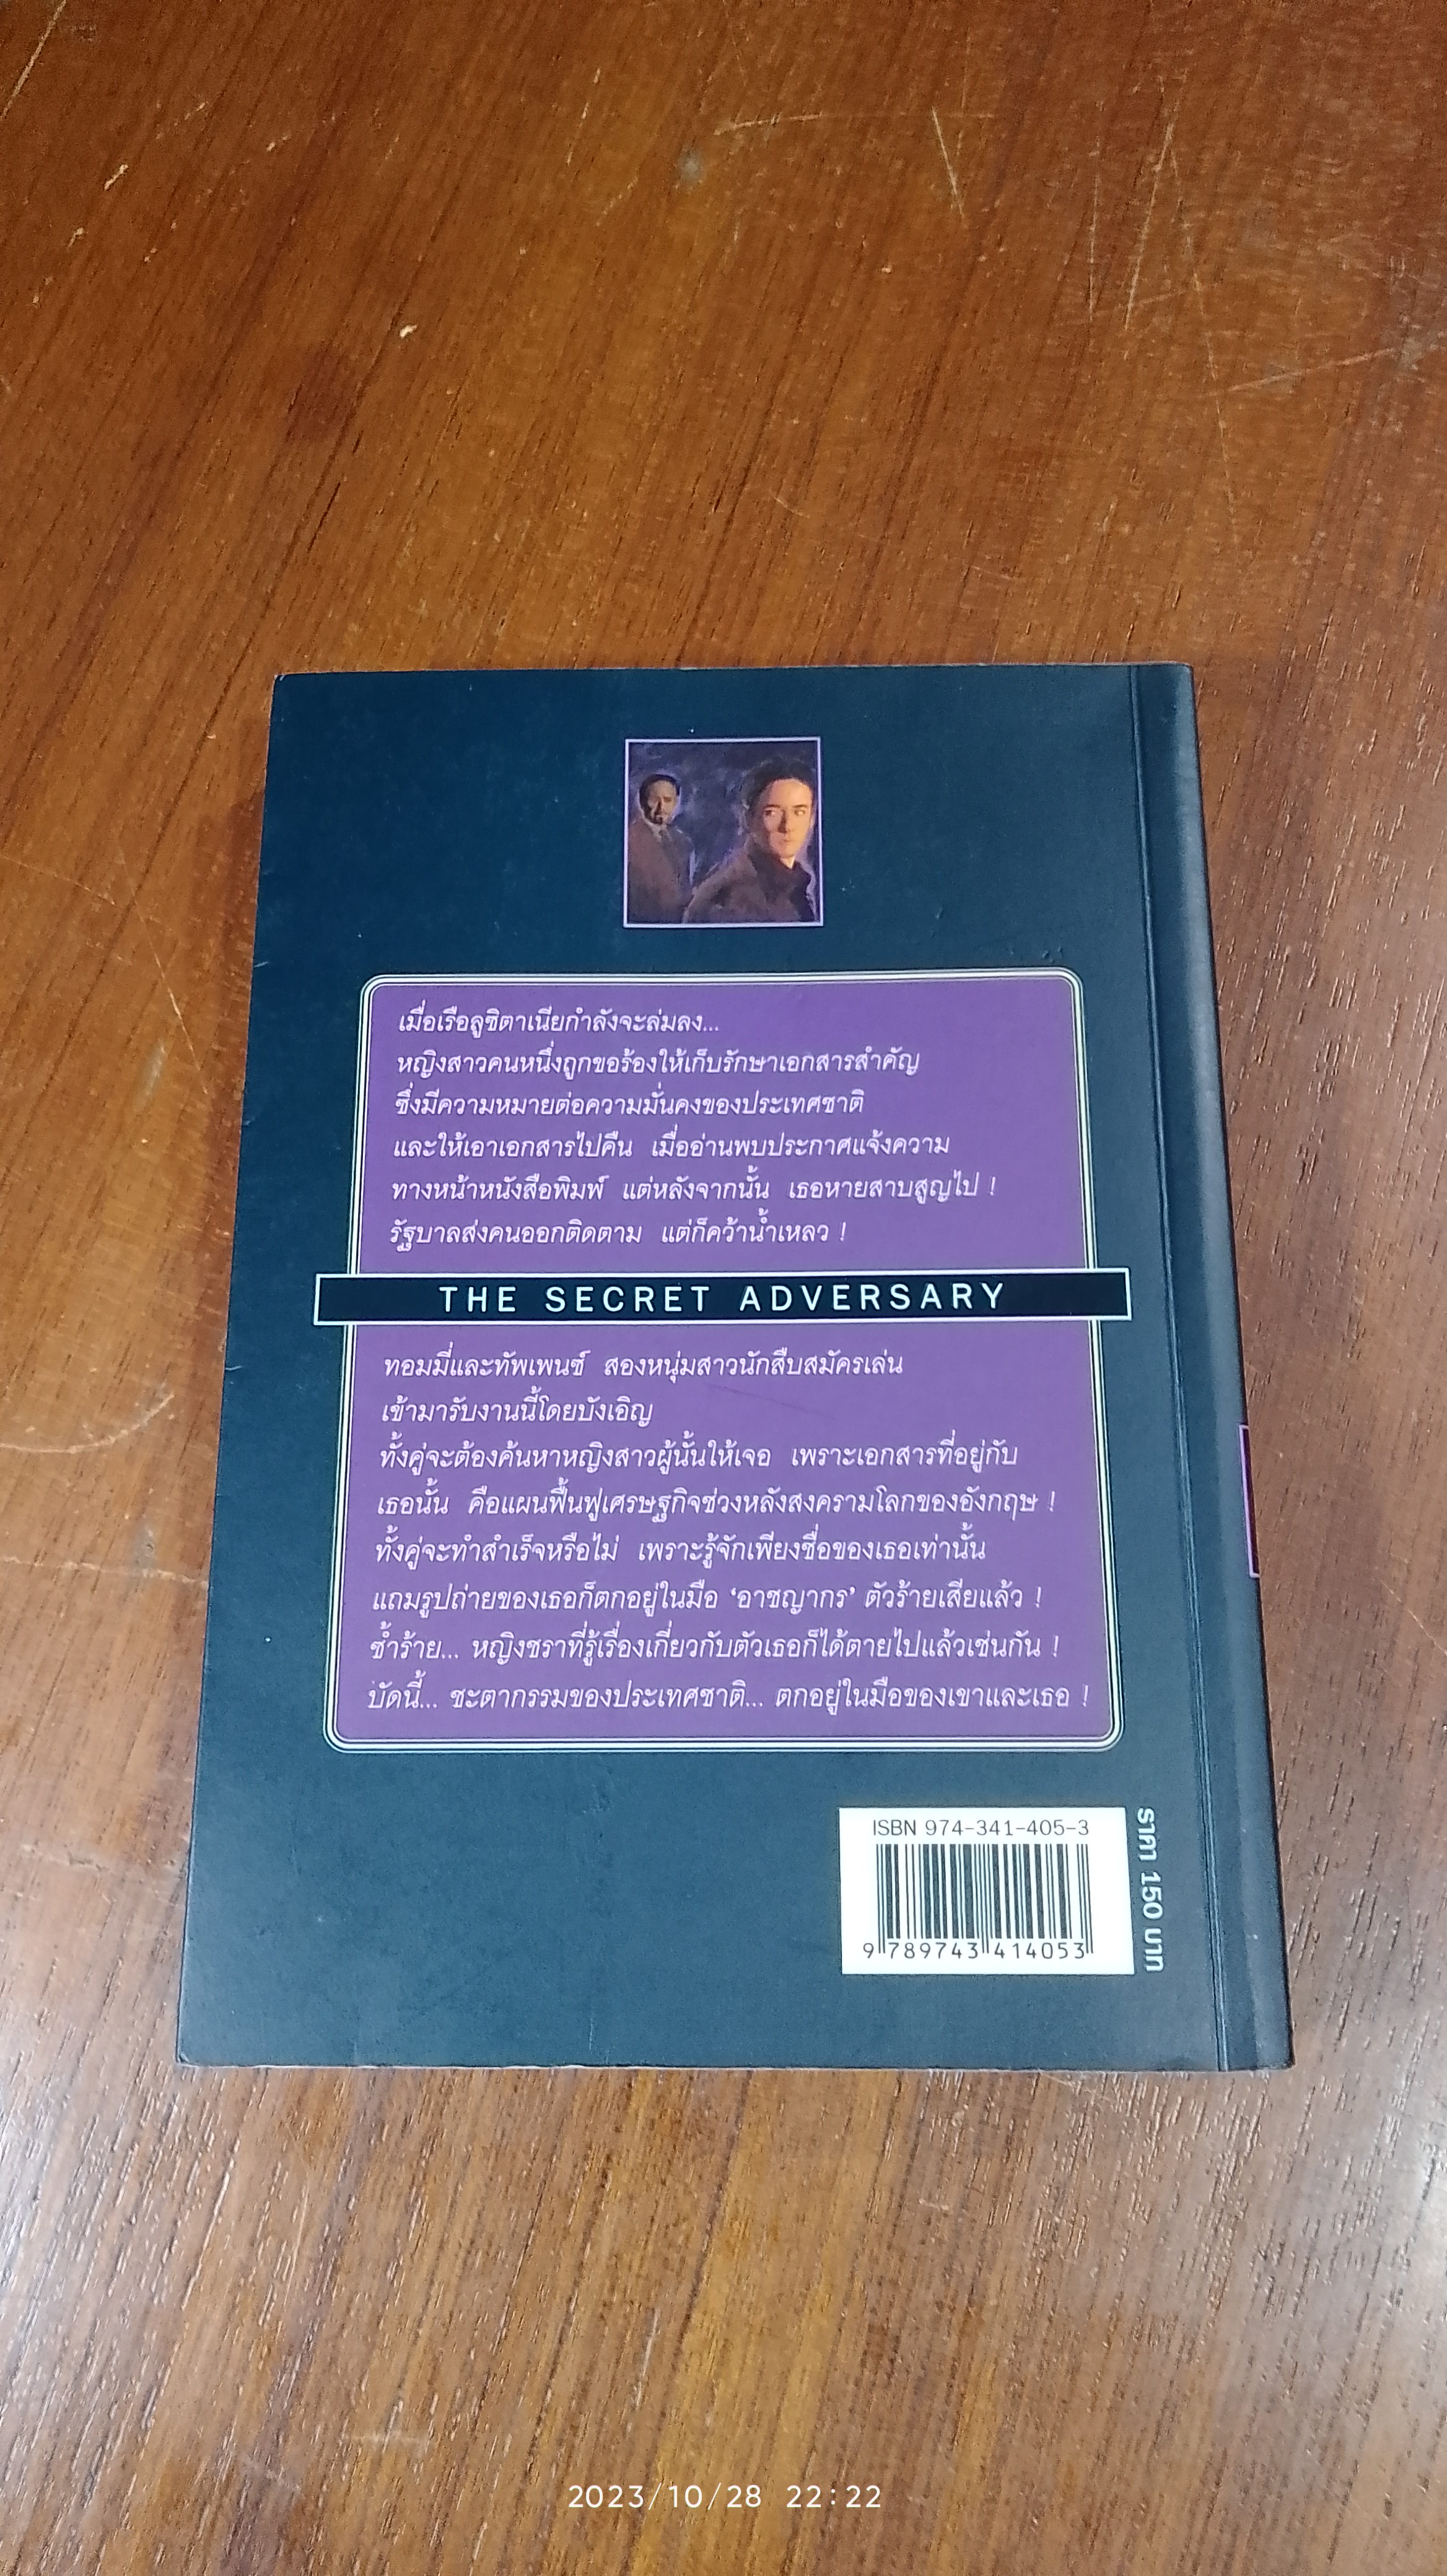 เมื่อเรือลูซิตาเนียกำลังจะล่มลง...
หญิงสาวคนหนึ่งถูกขอร้องให้เก็บรักษาเอกสารสำคัญ
ซึ่งมีความหมายต่อความมั่นคงของประเทศชาติ
และให้เอาเอกสารไปคืน เมื่ออ่านพบประกาศแจ้งความ
ทางหน้าหนังสือพิมพ์ แต่หลังจากนั้น เธอหายสาบสูญไป !
รัฐบาลส่งคนออกติดตาม แต่ก็คว้าน้ำเหลว !
THE SECRET ADVERSARY
ทอมมี่และทัพเพนซ์ สองหนุ่มสาวนักสืบสมัครเล่น
เข้ามารับงานนี้โดยบังเอิญ
ทั้งคู่จะต้องค้นหาหญิงสาวผู้นั้นให้เจอ เพราะเอกสารที่อยู่กับ
เธอนั้น คือแผนฟื้นฟูเศรษฐกิจช่วงหลังสงครามโลกของอังกฤษ !
ทั้งคู่จะทำสำเร็จหรือไม่ เพราะรู้จักเพียงชื่อของเธอเท่านั้น
แถมรูปถ่ายของเธอก็ตกอยู่ในมือ ‘อาชญากร’ ตัวร้ายเสียแล้ว !
ซ้ำร้าย... หญิงชราที่รู้เรื่องเกี่ยวกับตัวเธอก็ได้ตายไปแล้วเช่นกัน !
บัดนี้... ชะตากรรมของประเทศชาติ... ตกอยู่ในมือของเขาและเธอ !
ISBN 974-341-405-3
9 789743 414053
ราคา 150 บาท
2023/10/28 22:22